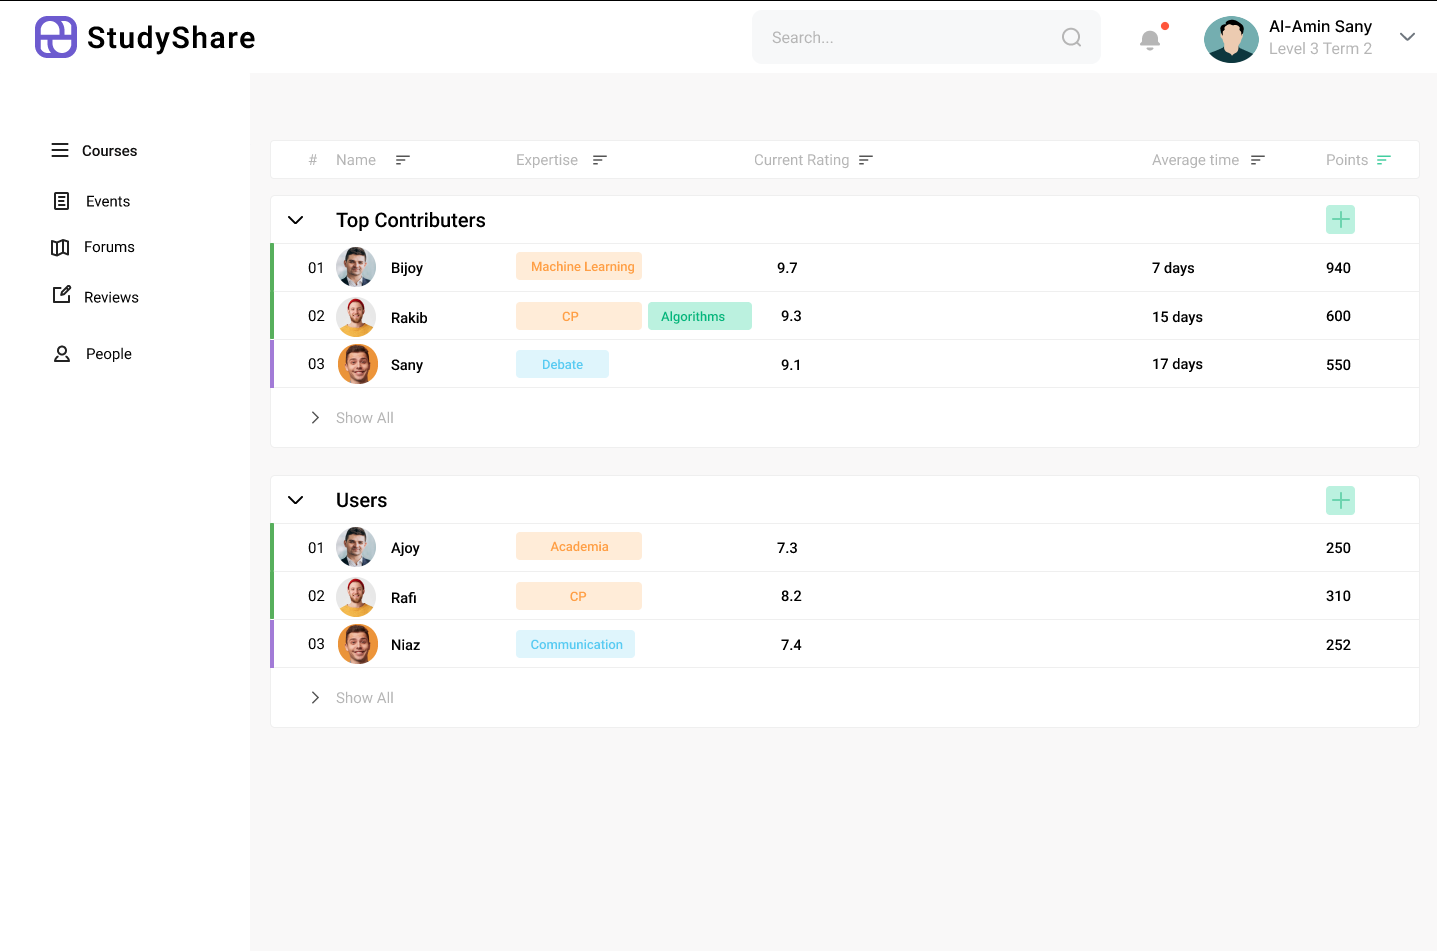 StudyShare
Search...
Al-Amin Sany
Level 3 Term 2
Courses
Events
Forums
Reviews
People
# Name Expertise Current Rating Average time Points
Top Contributers
01 Bijoy Machine Learning 9.7 7 days 940
02 Rakib CP Algorithms 9.3 15 days 600
03 Sany Debate 9.1 17 days 550
Show All
Users
01 Ajoy Academia 7.3 250
02 Rafi CP 8.2 310
03 Niaz Communication 7.4 252
Show All